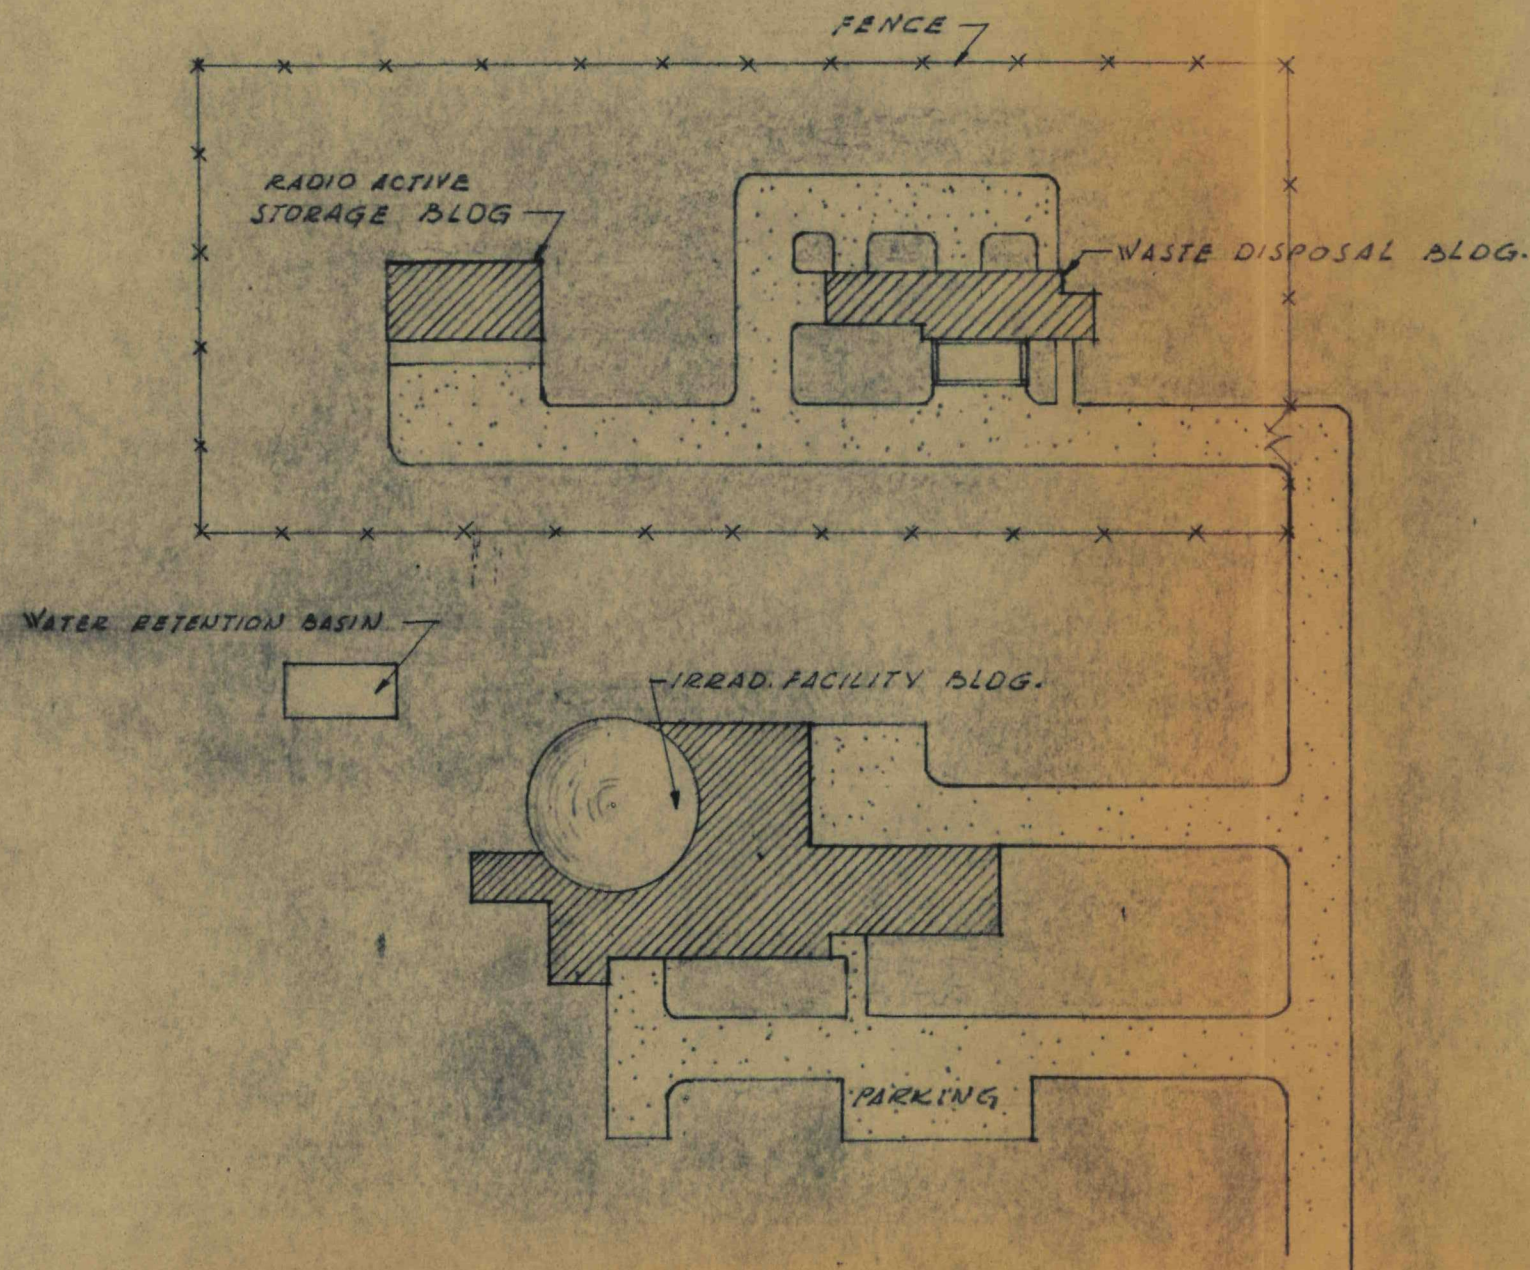 FENCE
RADIO ACTIVE
STORAGE BLDG
WASTE DISPOSAL BLDG.
WATER RETENTION BASIN
IRRAD. FACILITY BLDG.
PARKING